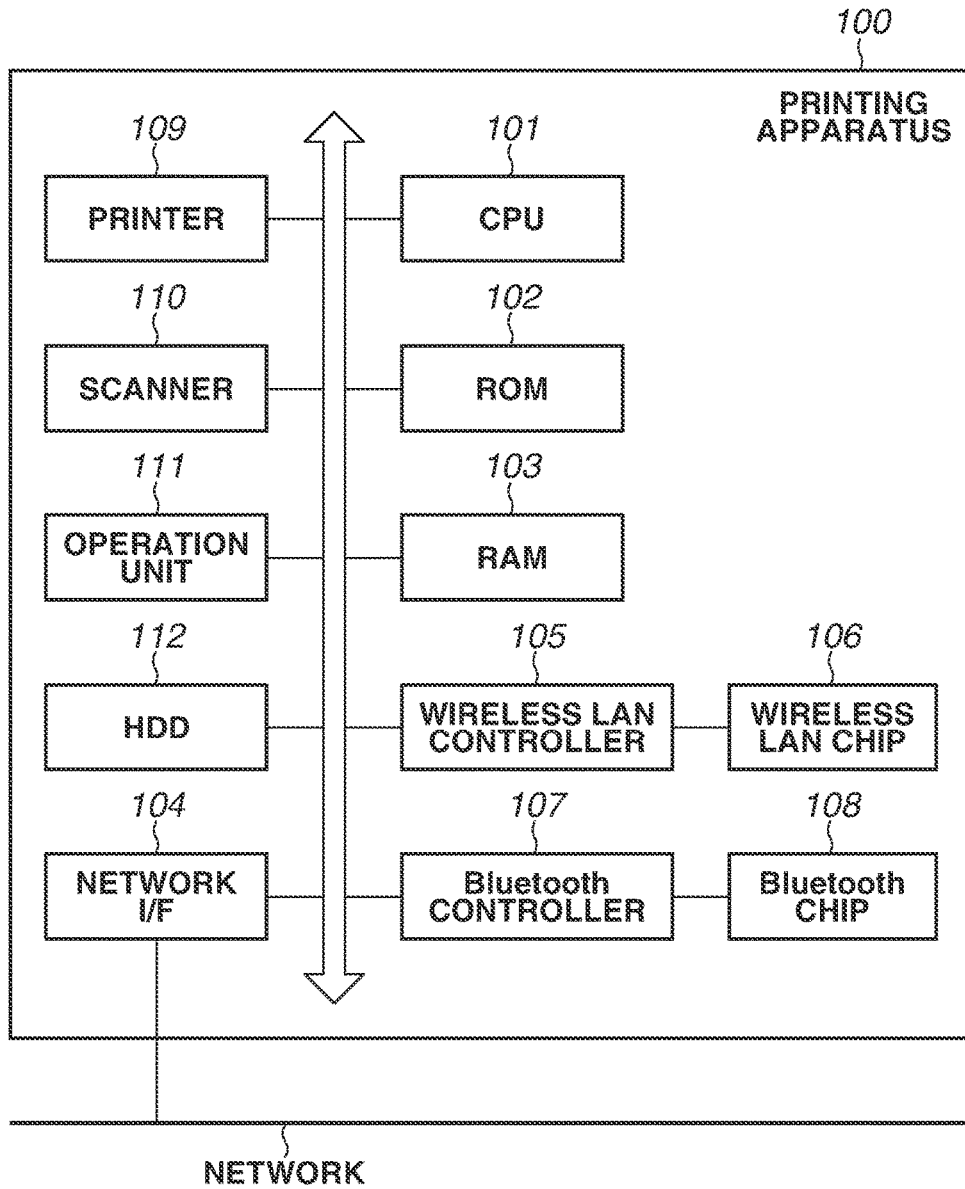 100
PRINTING
APPARATUS
109
PRINTER
101
CPU
110
SCANNER
102
ROM
111
OPERATION
UNIT
103
RAM
112
HDD
105
WIRELESS LAN
CONTROLLER
106
WIRELESS
LAN CHIP
104
NETWORK
I/F
107
Bluetooth
CONTROLLER
108
Bluetooth
CHIP
NETWORK